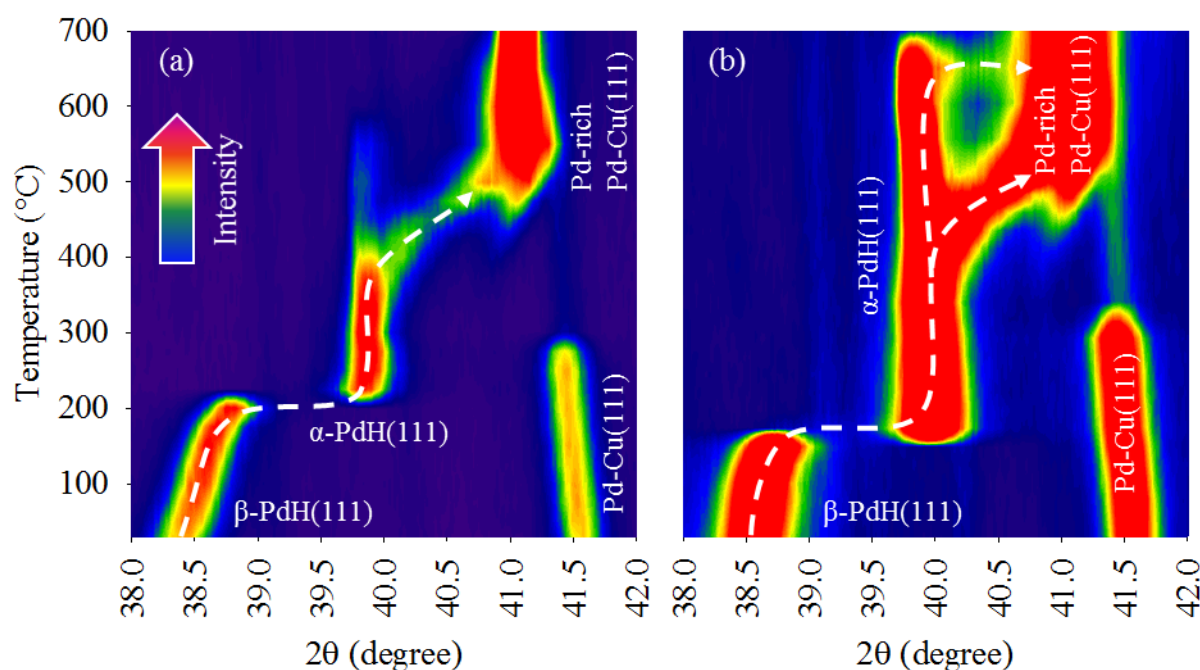 (a)
(b)
Temperature (°C)
700
600
500
400
300
200
100
Intensity
Pd-rich
Pd-Cu(111)
α-PdH(111)
β-PdH(111)
Pd-Cu(111)
α-PdH(111)
Pd-rich
Pd-Cu(111)
β-PdH(111)
Pd-Cu(111)
38.0 38.5 39.0 39.5 40.0 40.5 41.0 41.5 42.0
38.0 38.5 39.0 39.5 40.0 40.5 41.0 41.5 42.0
2θ (degree)
2θ (degree)